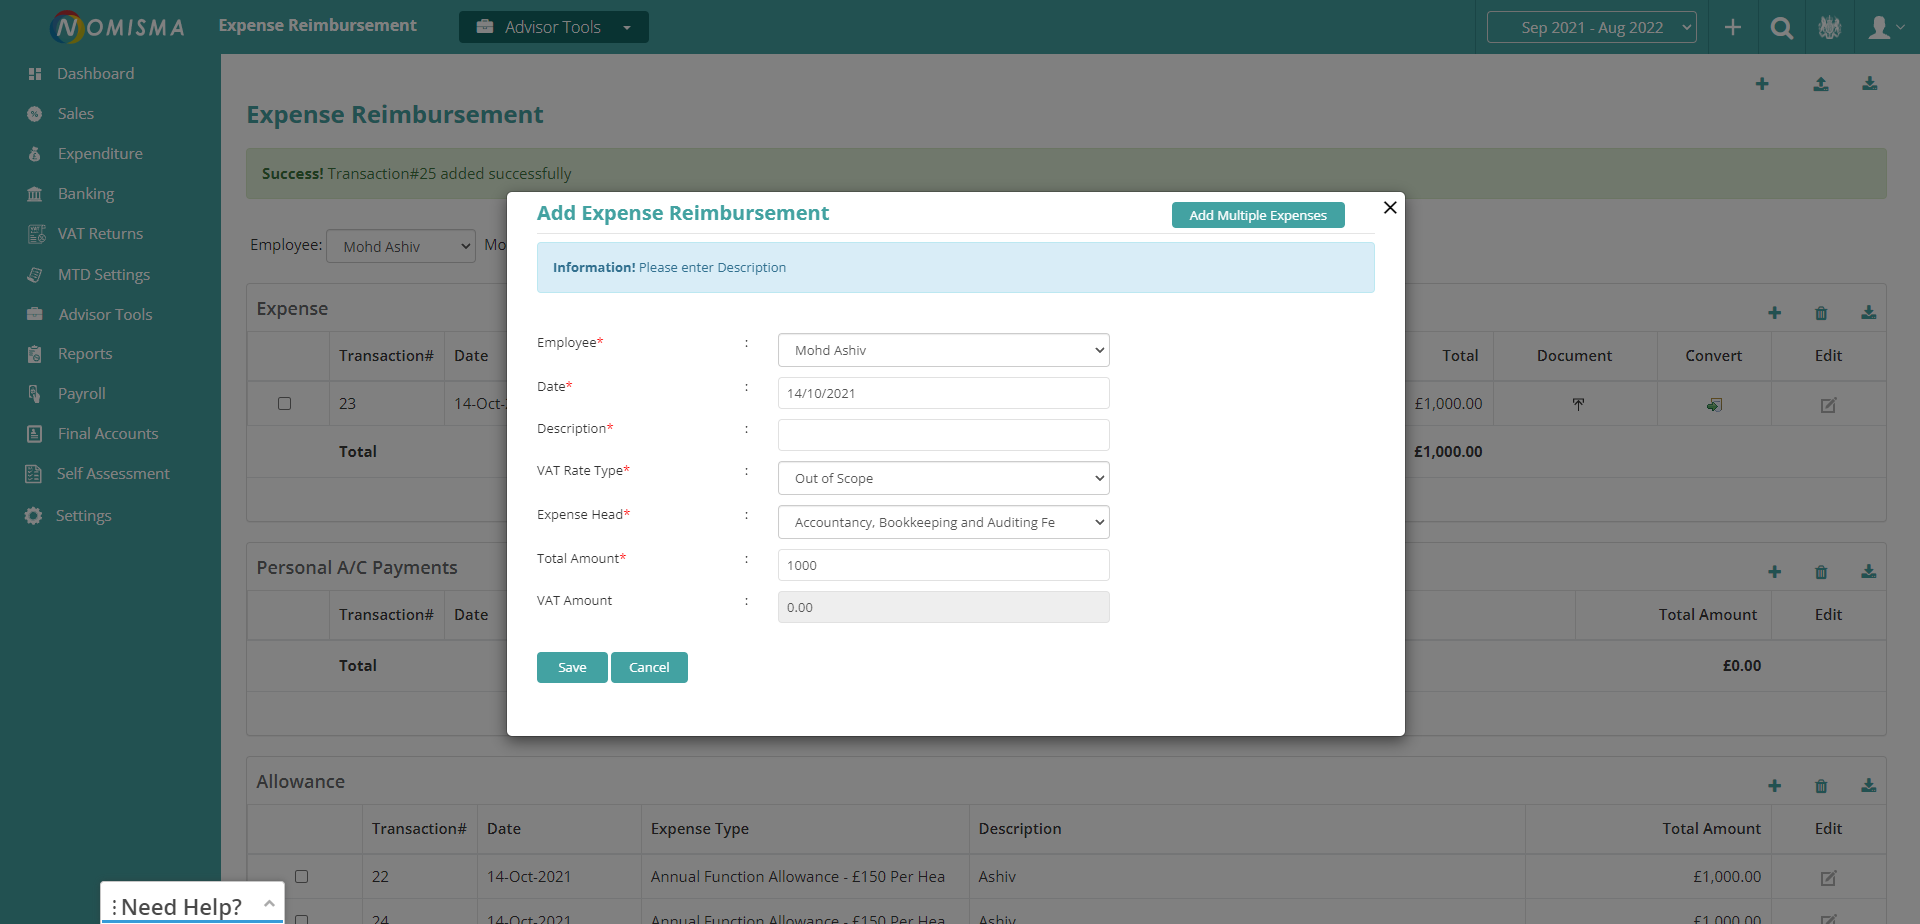 NOMISMA
Expense Reimbursement
Advisor Tools
Sep 2021 - Aug 2022
Dashboard
Sales
Expenditure
Banking
VAT Returns
MTD Settings
Advisor Tools
Reports
Payroll
Final Accounts
Self Assessment
Settings
Expense Reimbursement
Success! Transaction#25 added successfully
Employee: Mohd Ashiv Mo
Add Expense Reimbursement
Add Multiple Expenses
Information! Please enter Description
Employee* : Mohd Ashiv
Date* : 14/10/2021
Description* :
VAT Rate Type* : Out of Scope
Expense Head* : Accountancy, Bookkeeping and Auditing Fe
Total Amount* : 1000
VAT Amount : 0.00
Save Cancel
Expense
Transaction# Date Total Document Convert Edit
23 14-Oct- £1,000.00
Total £1,000.00
Personal A/C Payments
Transaction# Date Total Amount Edit
Total £0.00
Allowance
Transaction# Date Expense Type Description Total Amount Edit
22 14-Oct-2021 Annual Function Allowance - £150 Per Hea Ashiv £1,000.00
24 14-Oct-2021 Annual Function Allowance - £150 Per Hea Ashiv £1,000.00
Need Help?